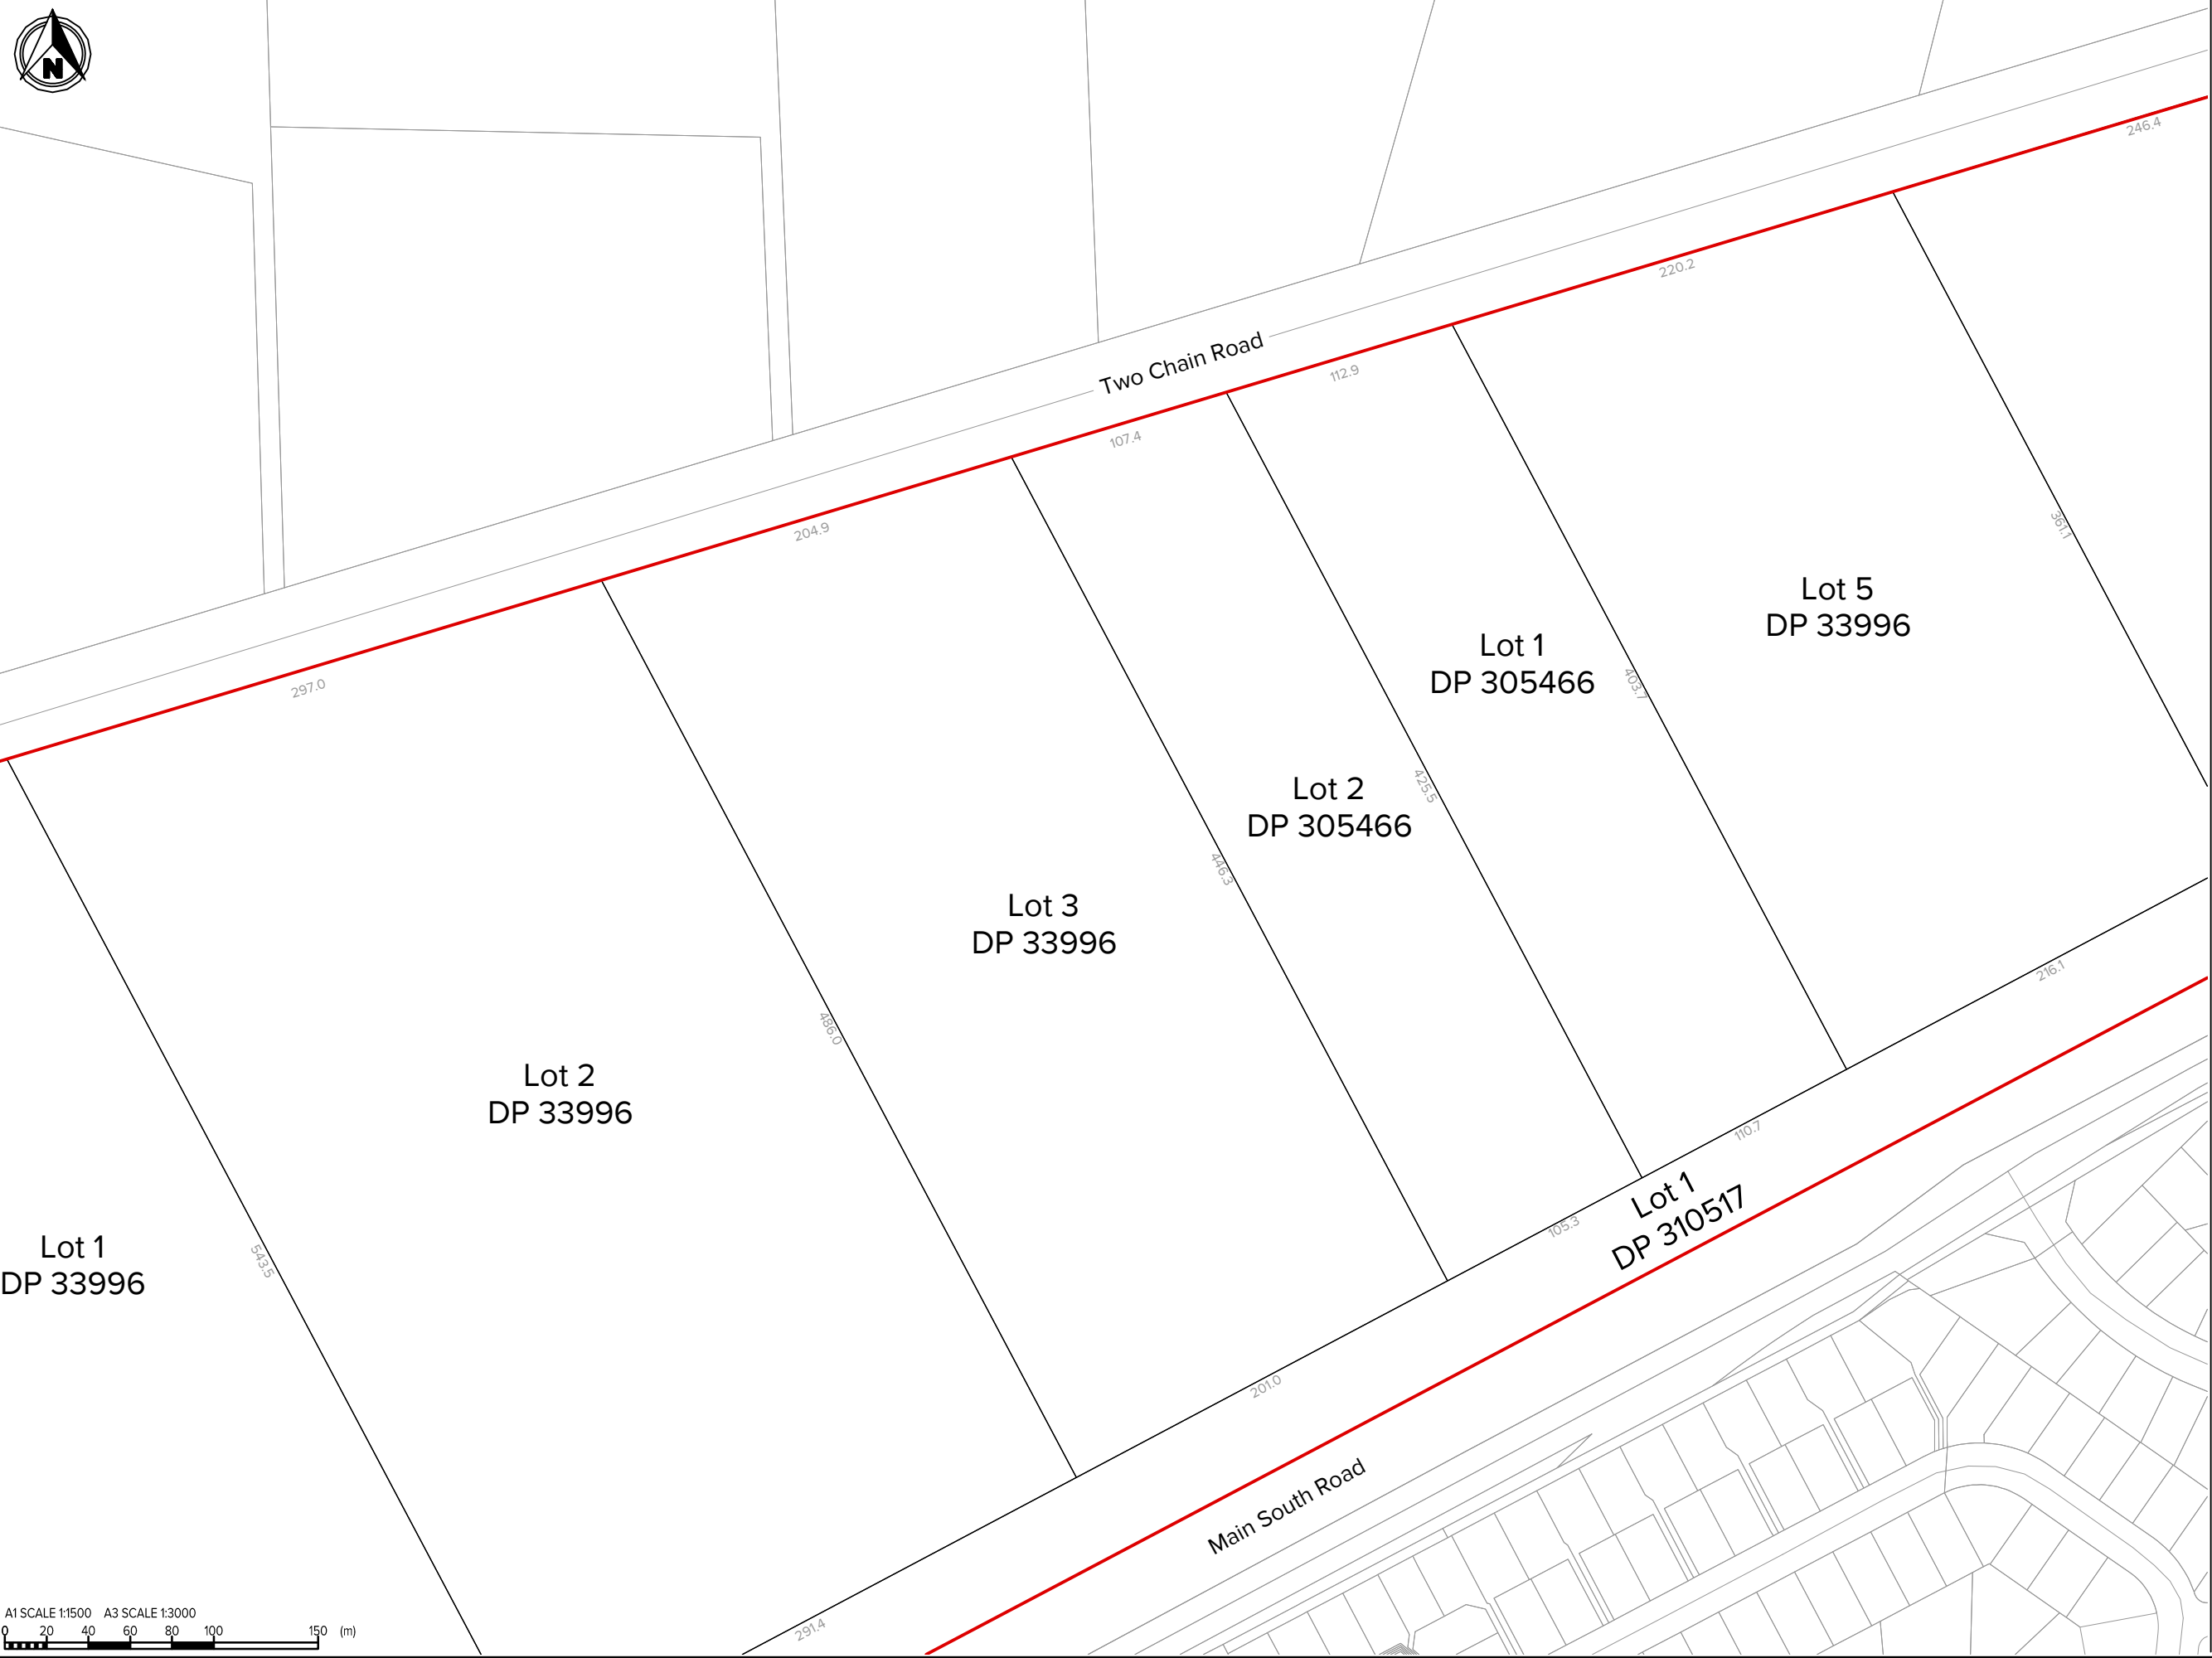 N
246.4
220.2
Two Chain Road
112.9
107.4
204.9
361.1
Lot 5
DP 33996
Lot 1
DP 305466
403.7
297.0
Lot 2
DP 305466
425.5
446.3
Lot 3
DP 33996
216.1
486.0
Lot 2
DP 33996
110.7
Lot 1
DP 310517
105.3
Lot 1
DP 33996
543.5
201.0
Main South Road
291.4
A1 SCALE 1:1500 A3 SCALE 1:3000
0 20 40 60 80 100 150 (m)